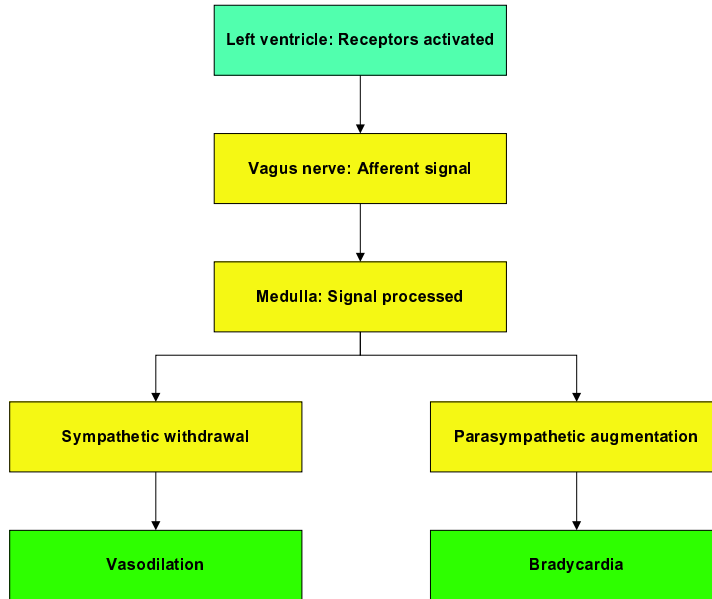 Left ventricle: Receptors activated
Vagus nerve: Afferent signal
Medulla: Signal processed
Sympathetic withdrawal
Parasympathetic augmentation
Vasodilation
Bradycardia